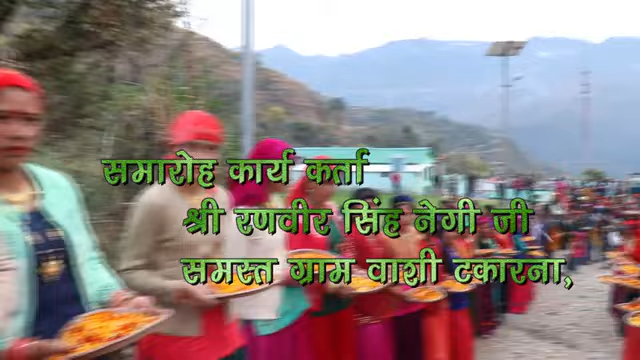 समारोह कार्य कर्ता
श्री रणवीर सिंह नेगी जी
समस्त ग्राम वाशी टकारना,